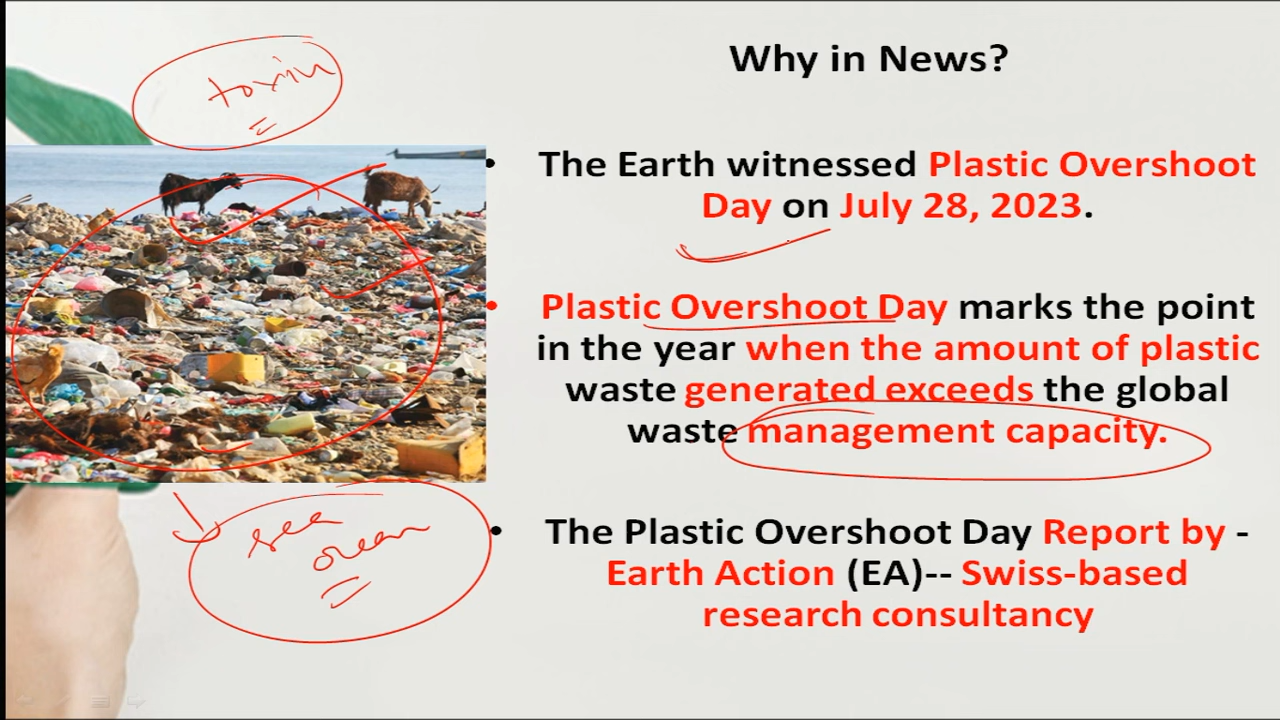 Why in News?
toxin
• The Earth witnessed Plastic Overshoot
Day on July 28, 2023.
• Plastic Overshoot Day marks the point
in the year when the amount of plastic
waste generated exceeds the global
waste management capacity.
sea
ocean
• The Plastic Overshoot Day Report by -
Earth Action (EA)-- Swiss-based
research consultancy